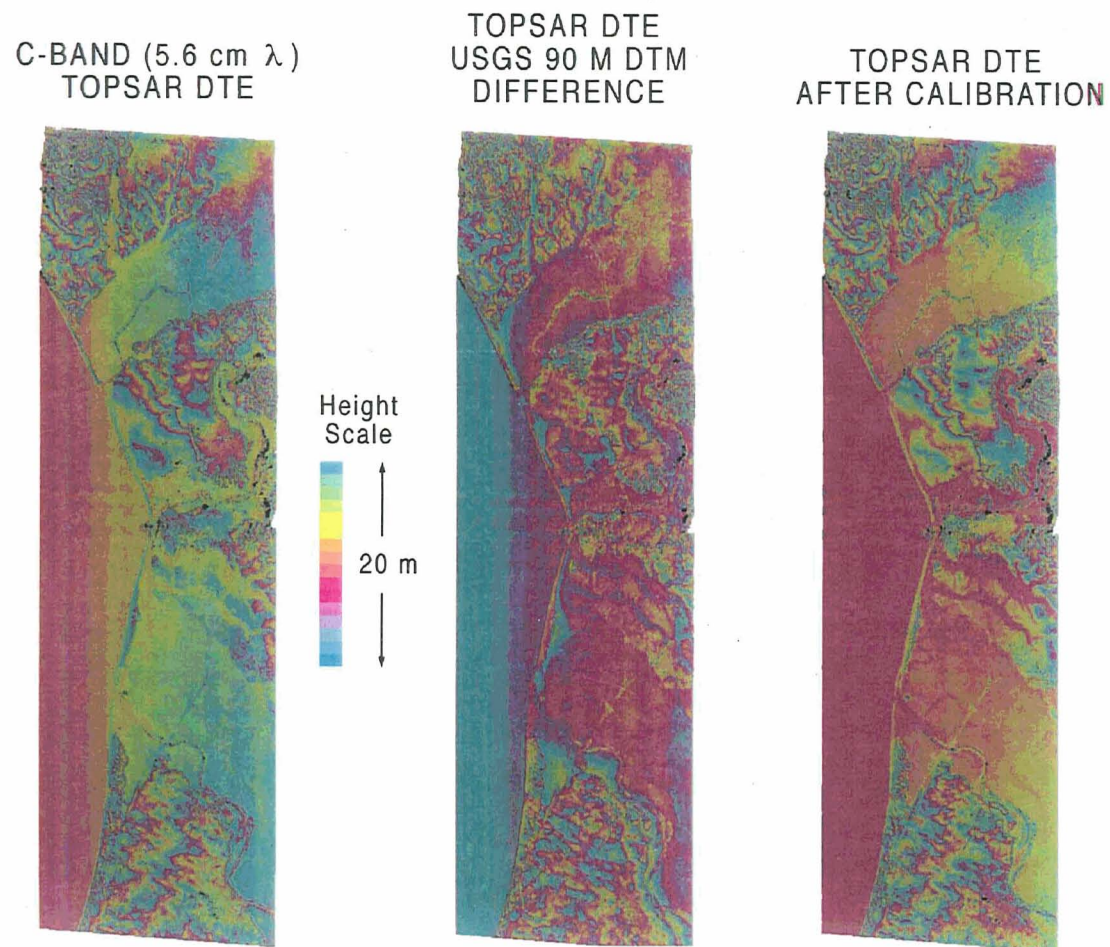 C-BAND (5.6 cm λ)
TOPSAR DTE
TOPSAR DTE
USGS 90 M DTM
DIFFERENCE
TOPSAR DTE
AFTER CALIBRATION
Height
Scale
20 m